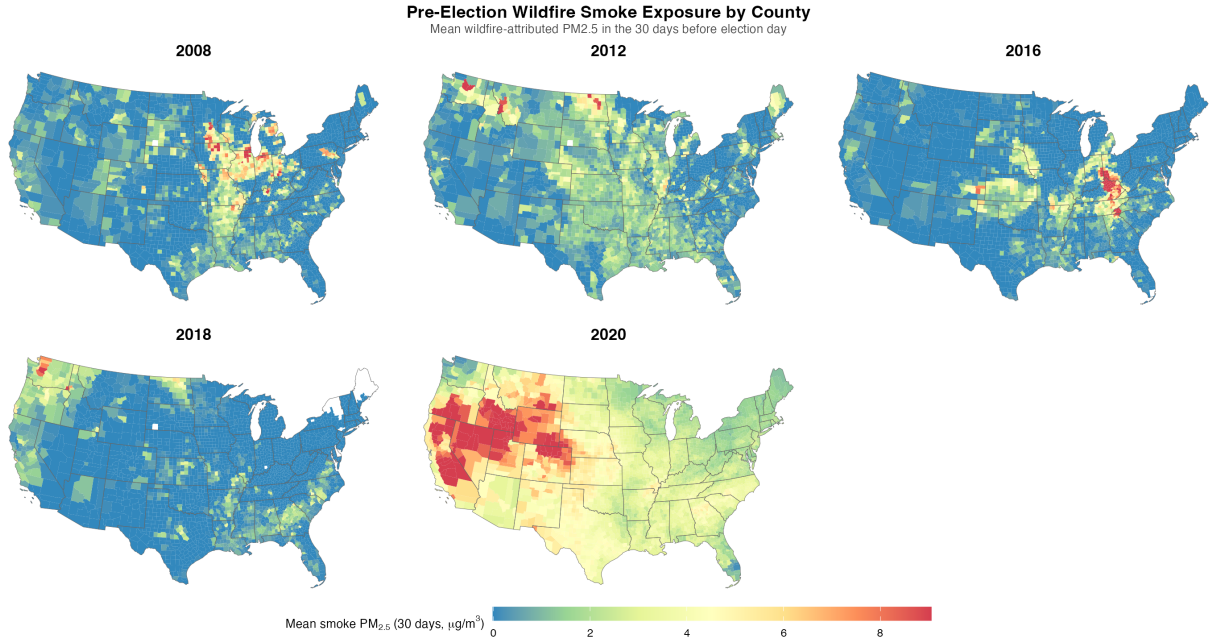 Pre-Election Wildfire Smoke Exposure by County
Mean wildfire-attributed PM2.5 in the 30 days before election day
2008
2012
2016
2018
2020
Mean smoke PM₂.₅ (30 days, μg/m³)
0 2 4 6 8